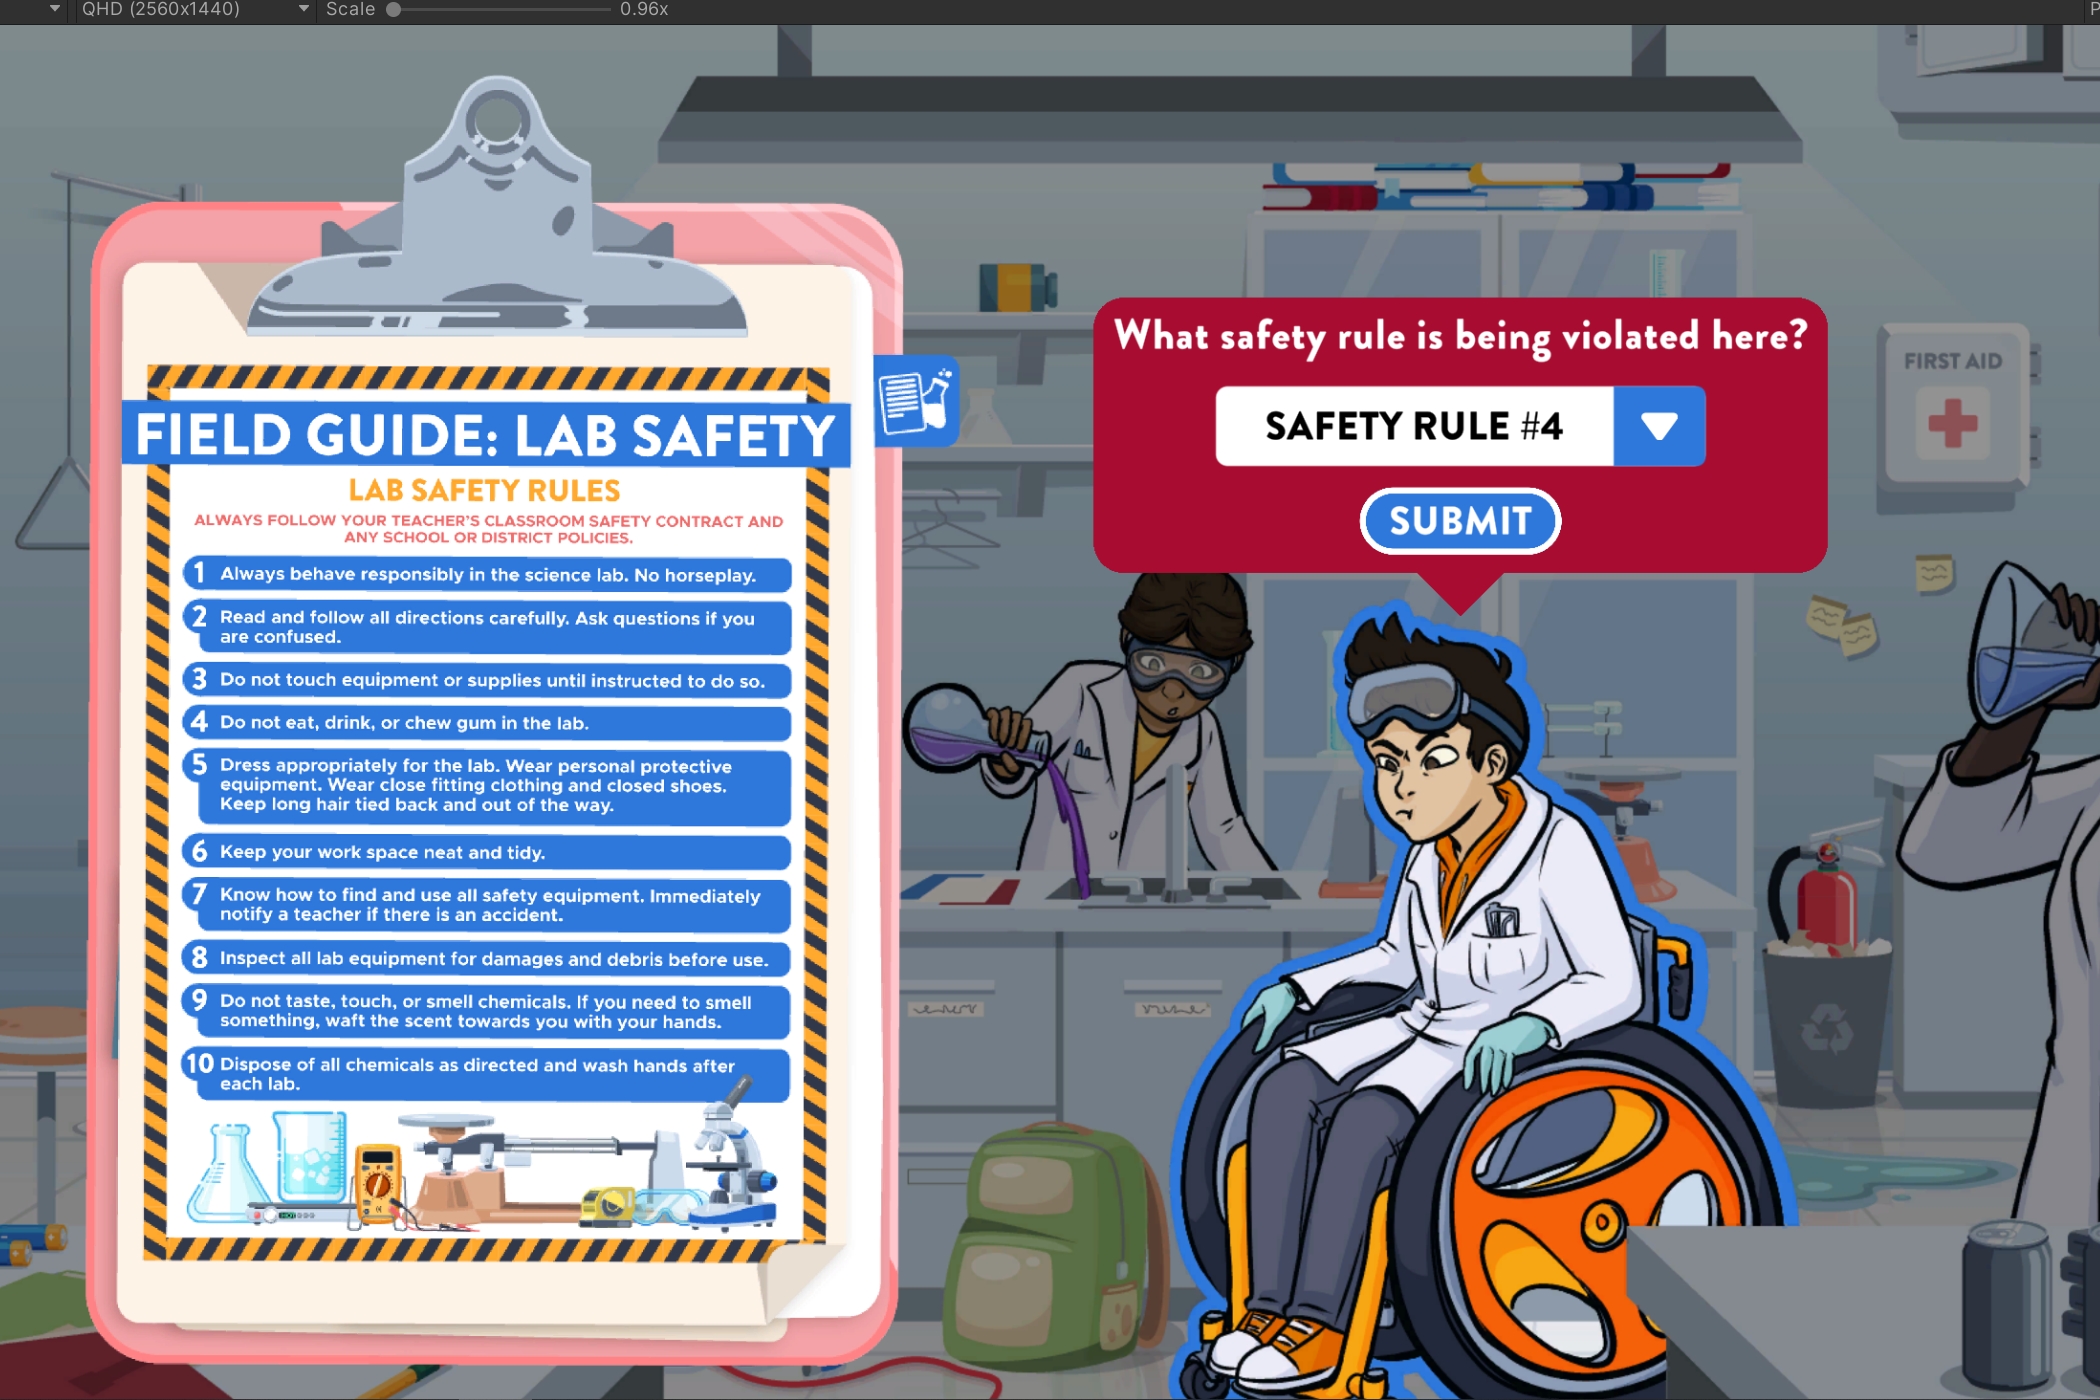 QHD (2560x1440)
Scale
0.96x
P
FIELD GUIDE: LAB SAFETY
LAB SAFETY RULES
ALWAYS FOLLOW YOUR TEACHER'S CLASSROOM SAFETY CONTRACT AND
ANY SCHOOL OR DISTRICT POLICIES.
1 Always behave responsibly in the science lab. No horseplay.
2 Read and follow all directions carefully. Ask questions if you
are confused.
3 Do not touch equipment or supplies until instructed to do so.
4 Do not eat, drink, or chew gum in the lab.
5 Dress appropriately for the lab. Wear personal protective
equipment. Wear close fitting clothing and closed shoes.
Keep long hair tied back and out of the way.
6 Keep your work space neat and tidy.
7 Know how to find and use all safety equipment. Immediately
notify a teacher if there is an accident.
8 Inspect all lab equipment for damages and debris before use.
9 Do not taste, touch, or smell chemicals. If you need to smell
something, waft the scent towards you with your hands.
10 Dispose of all chemicals as directed and wash hands after
each lab.
What safety rule is being violated here?
SAFETY RULE #4
SUBMIT
FIRST AID